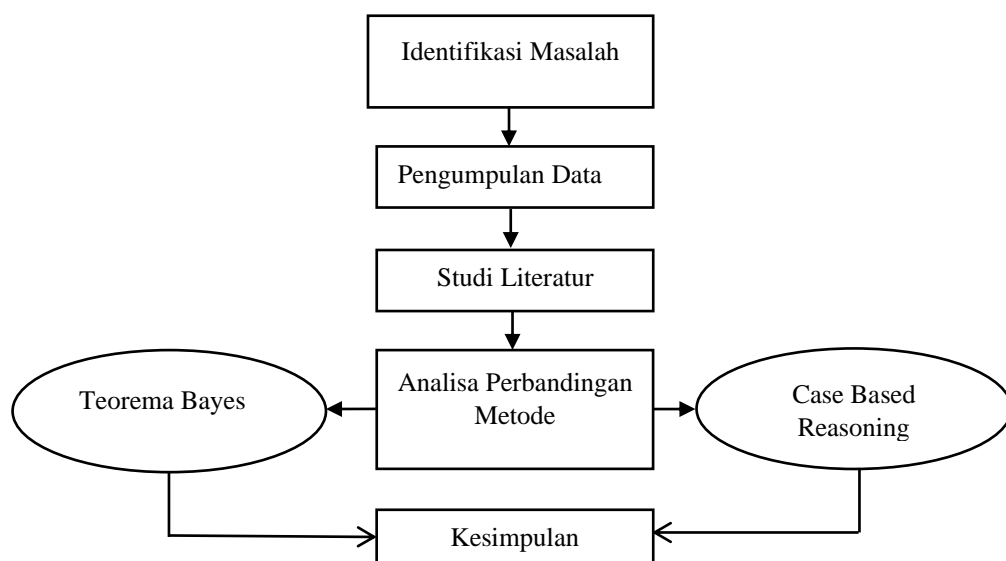 Identifikasi Masalah
Pengumpulan Data
Studi Literatur
Analisa Perbandingan
Metode
Teorema Bayes
Case Based
Reasoning
Kesimpulan